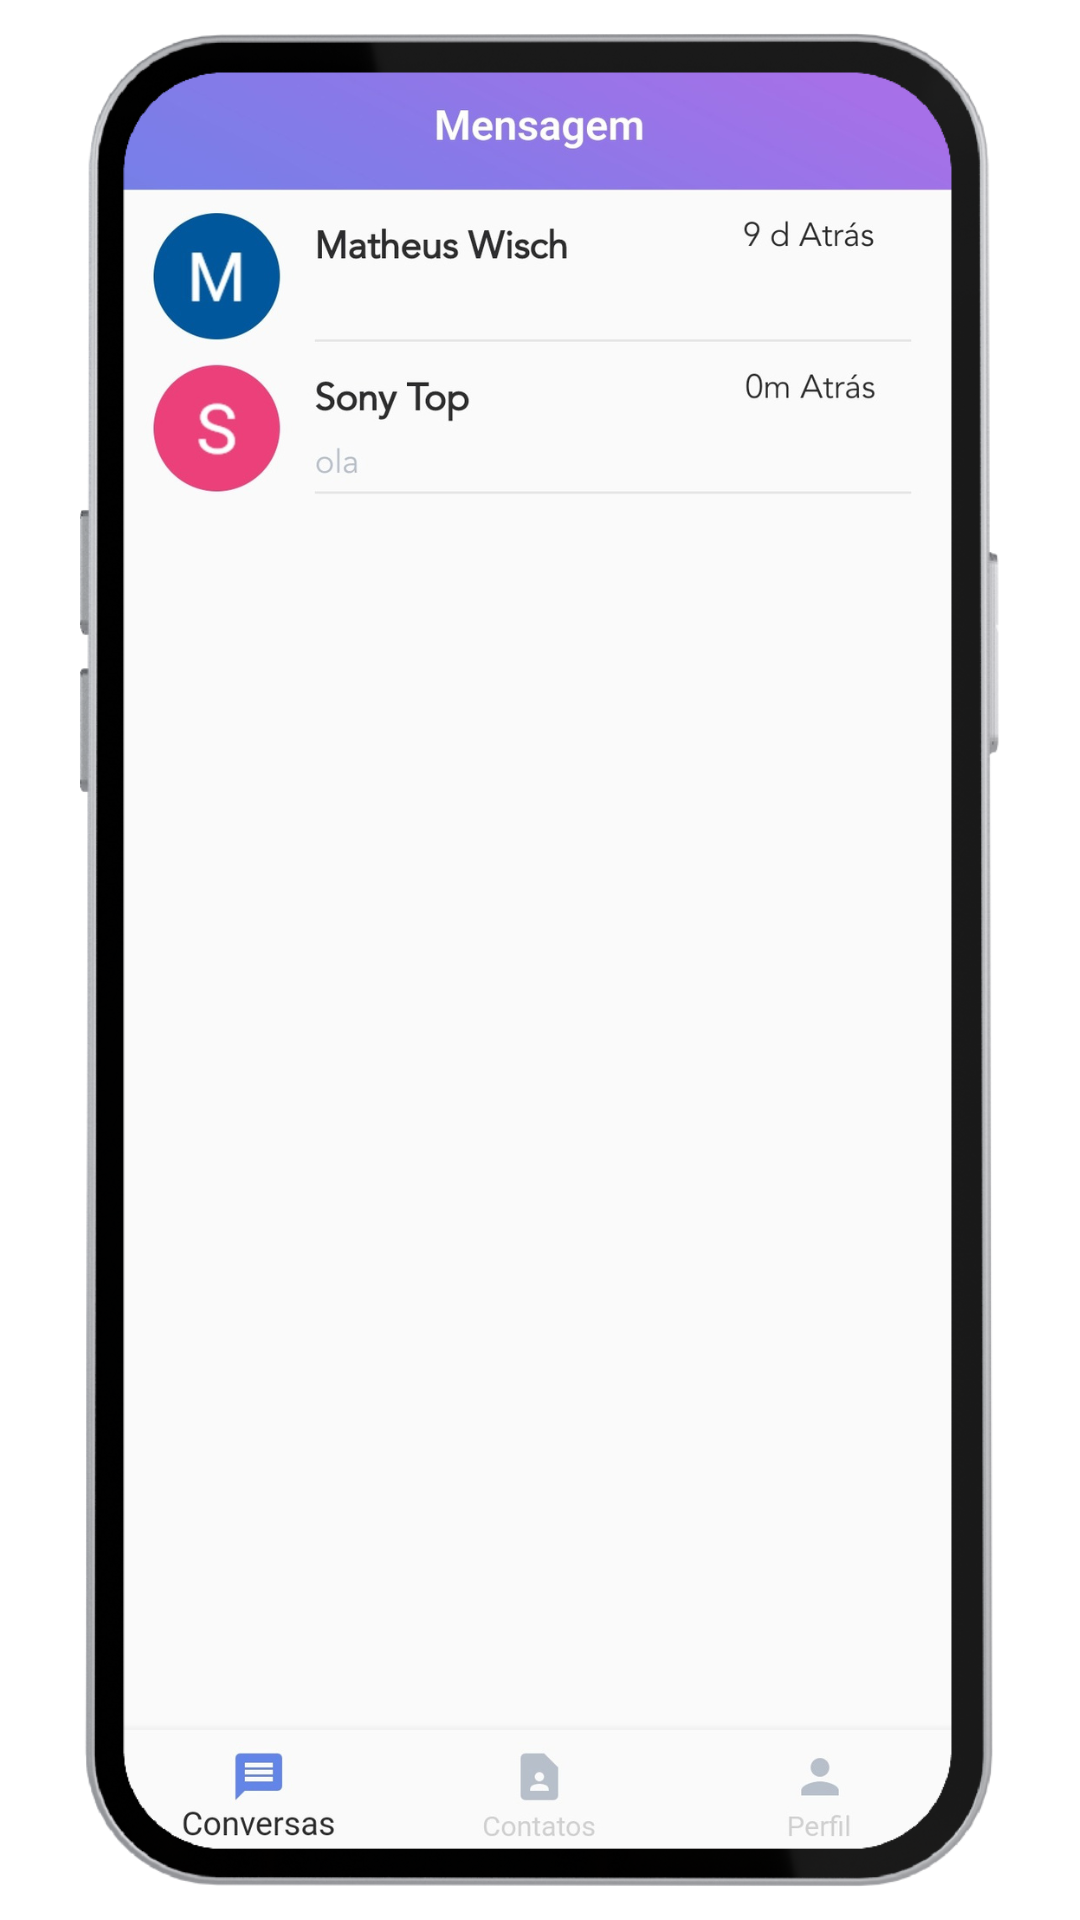 Mensagem
M
Matheus Wisch
9 d Atrás
S
Sony Top
0m Atrás
ola
Conversas
Contatos
Perfil